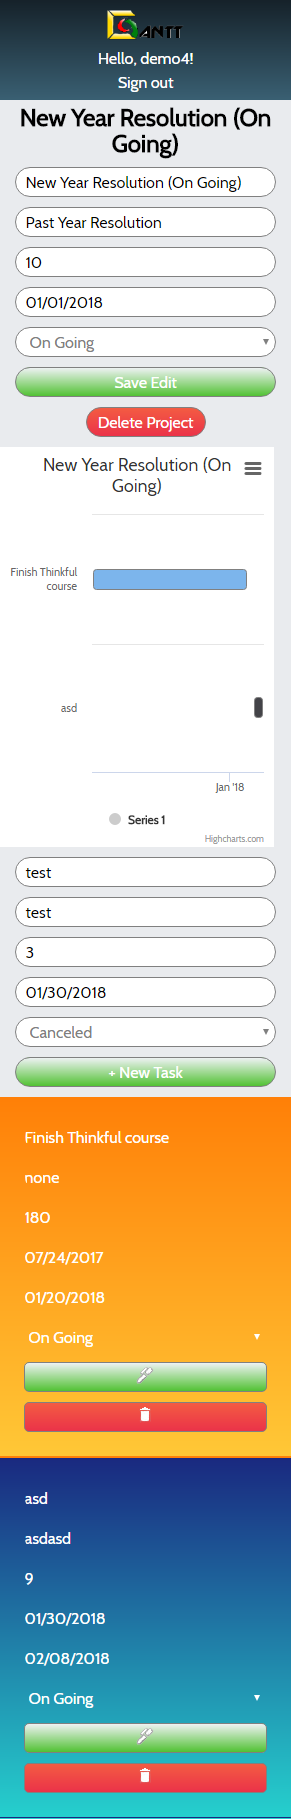 GANTT
Hello, demo4!
Sign out
New Year Resolution (On
Going)
New Year Resolution (On Going)
Past Year Resolution
10
01/01/2018
On Going
Save Edit
Delete Project
New Year Resolution (On
Going)
Finish Thinkful
course
asd
Jan '18
Series 1
Highcharts.com
test
test
3
01/30/2018
Canceled
+ New Task
Finish Thinkful course
none
180
07/24/2017
01/20/2018
On Going
asd
asdasd
9
01/30/2018
02/08/2018
On Going